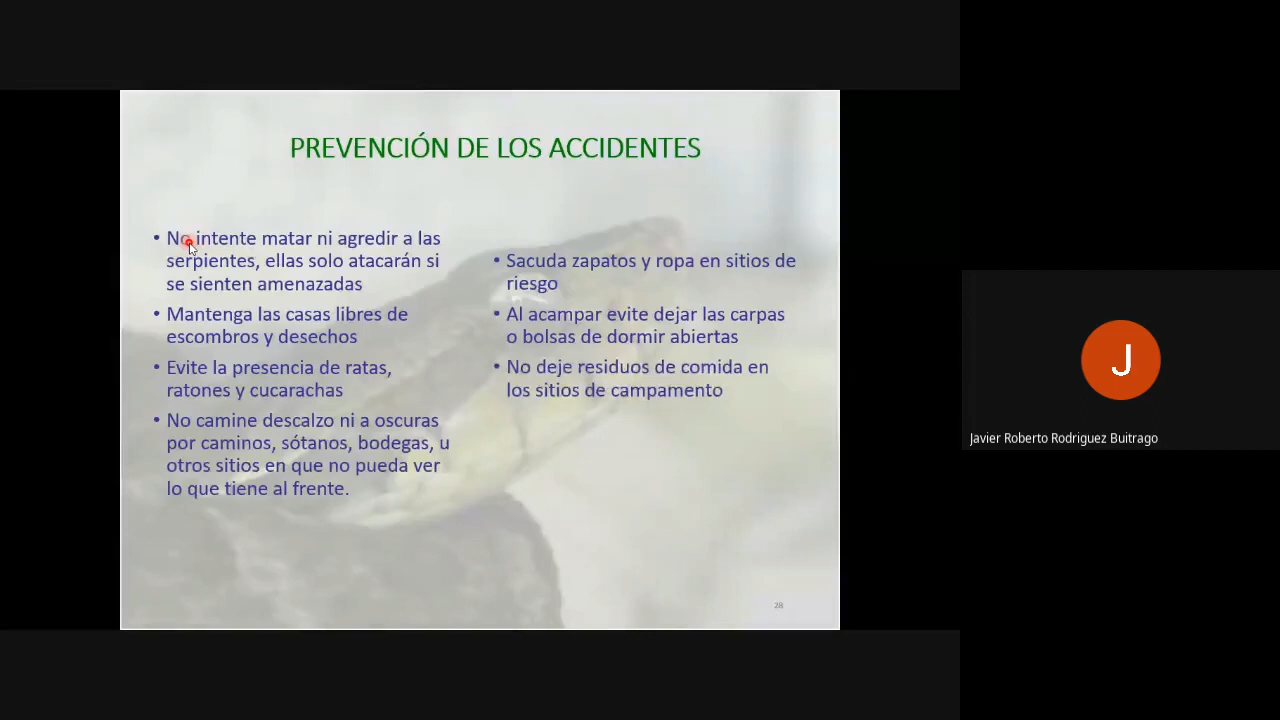 PREVENCIÓN DE LOS ACCIDENTES
• No intente matar ni agredir a las
serpientes, ellas solo atacarán si
se sienten amenazadas
• Mantenga las casas libres de
escombros y desechos
• Evite la presencia de ratas,
ratones y cucarachas
• No camine descalzo ni a oscuras
por caminos, sótanos, bodegas, u
otros sitios en que no pueda ver
lo que tiene al frente.
• Sacuda zapatos y ropa en sitios de
riesgo
• Al acampar evite dejar las carpas
o bolsas de dormir abiertas
• No deje residuos de comida en
los sitios de campamento
28
J
Javier Roberto Rodriguez Buitrago